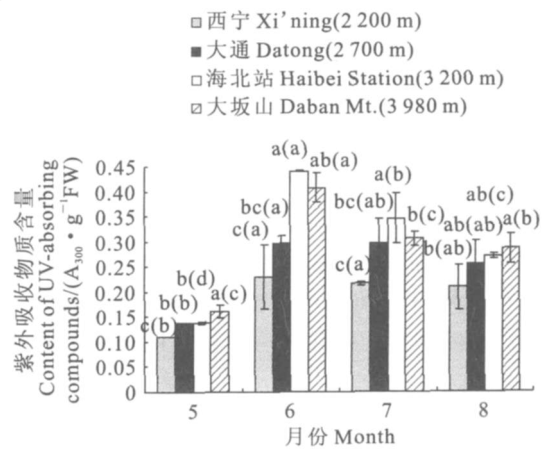 西宁 Xi'ning(2 200 m)
大通 Datong(2 700 m)
海北站 Haibei Station(3 200 m)
大坂山 Daban Mt.(3 980 m)
紫外吸收物质含量
Content of UV-absorbing
compounds/(A300·g⁻¹FW)
0.45
0.40
0.35
0.30
0.25
0.20
0.15
0.10
0.05
0
c(b)
b(b)
b(d)
a(c)
c(a)
bc(a)
a(a)
ab(a)
c(a)
bc(ab)
a(b)
b(c)
b(ab)
ab(ab)
ab(c)
a(b)
5
6
7
8
月份 Month